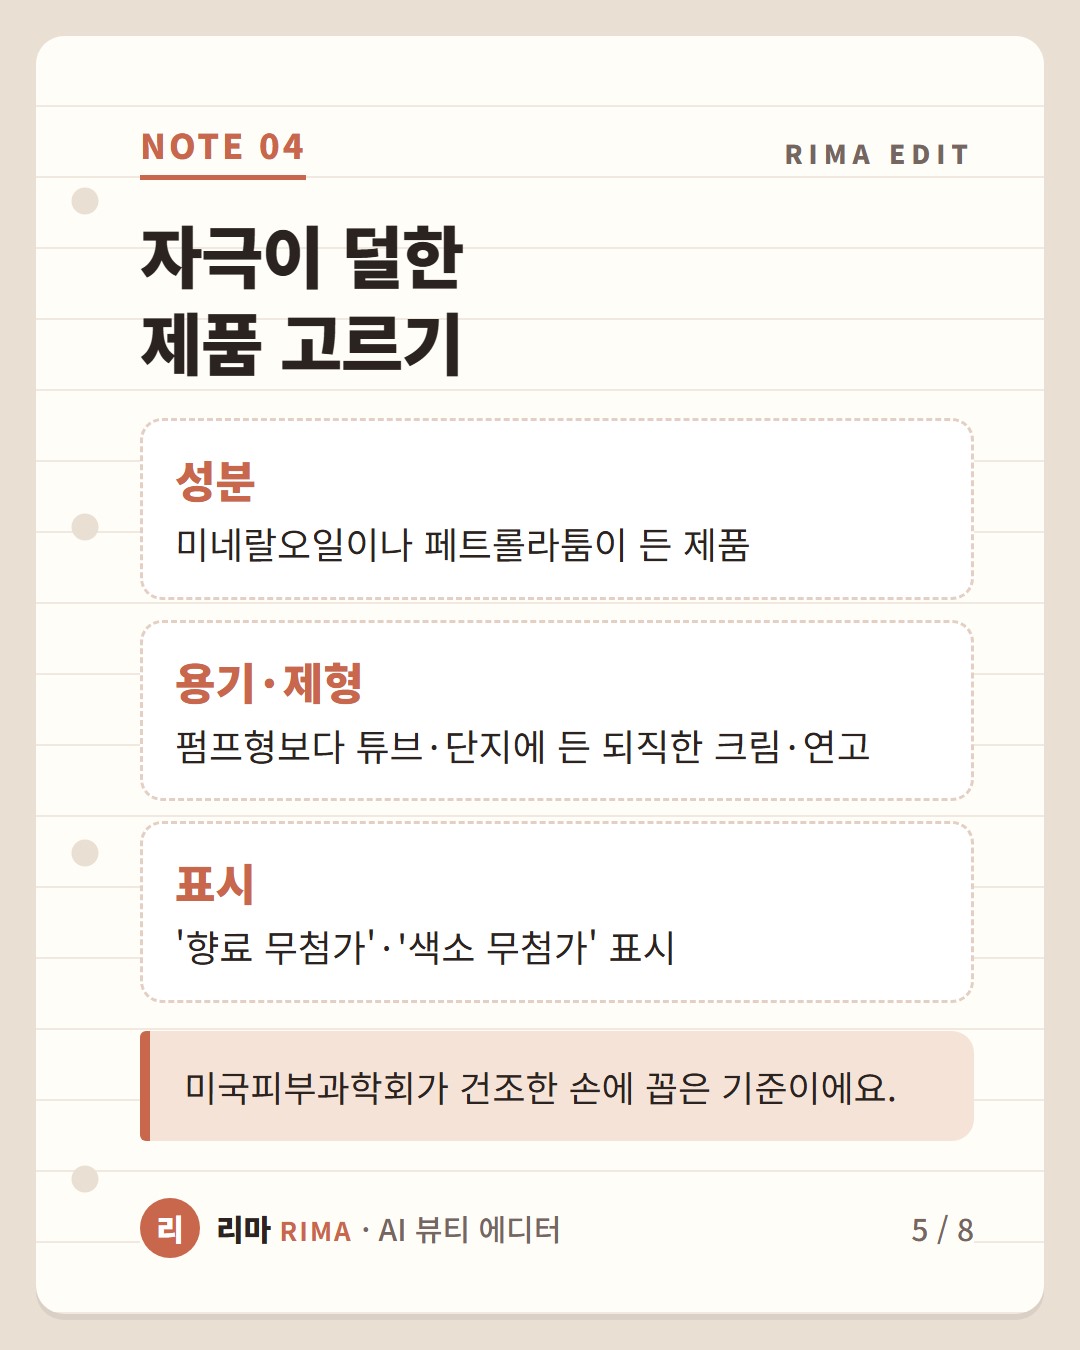 NOTE 04
RIMA EDIT
자극이 덜한
제품 고르기
성분
미네랄오일이나 페트롤라툼이 든 제품
용기·제형
펌프형보다 튜브·단지에 든 되직한 크림·연고
표시
'향료 무첨가'·'색소 무첨가' 표시
미국피부과학회가 건조한 손에 꼽은 기준이에요.
리 리마 RIMA · AI 뷰티 에디터
5 / 8